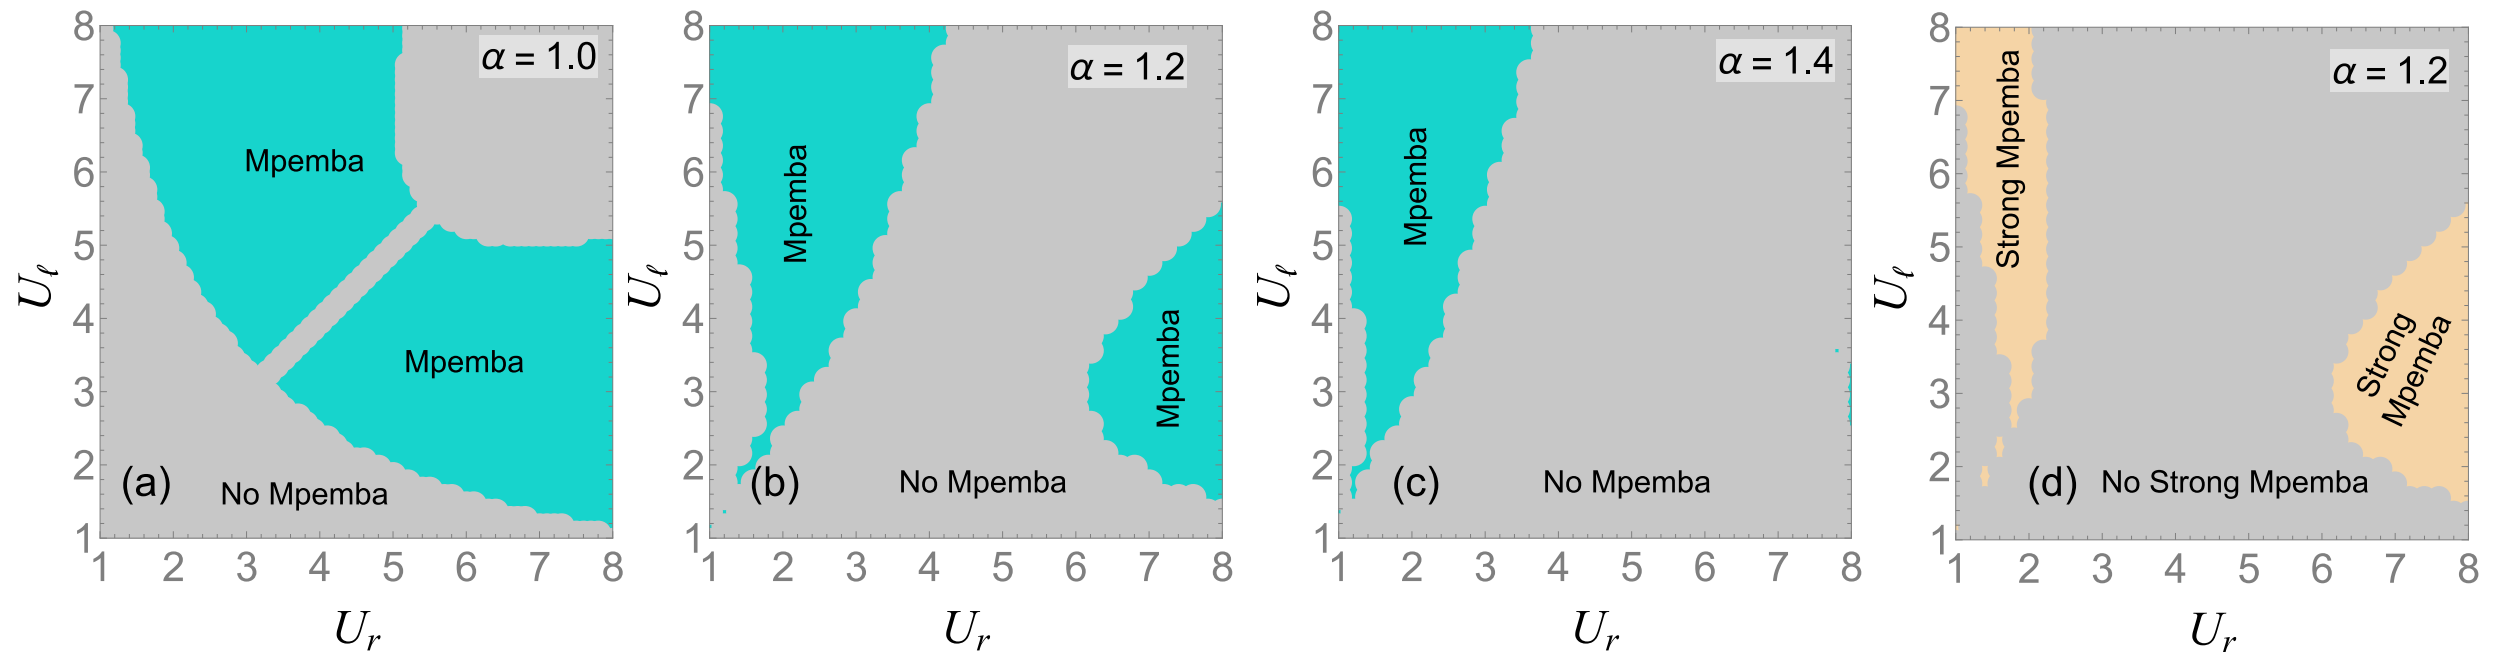 8
7
6
5
4
3
2
1
U_ℓ
α = 1.0
Mpemba
Mpemba
(a)
No Mpemba
1 2 3 4 5 6 7 8
U_r
8
7
6
5
4
3
2
1
U_ℓ
α = 1.2
Mpemba
Mpemba
(b)
No Mpemba
1 2 3 4 5 6 7 8
U_r
8
7
6
5
4
3
2
1
U_ℓ
α = 1.4
Mpemba
(c)
No Mpemba
1 2 3 4 5 6 7 8
U_r
8
7
6
5
4
3
2
1
U_ℓ
α = 1.2
Strong Mpemba
Strong
Mpemba
(d)
No Strong Mpemba
1 2 3 4 5 6 7 8
U_r